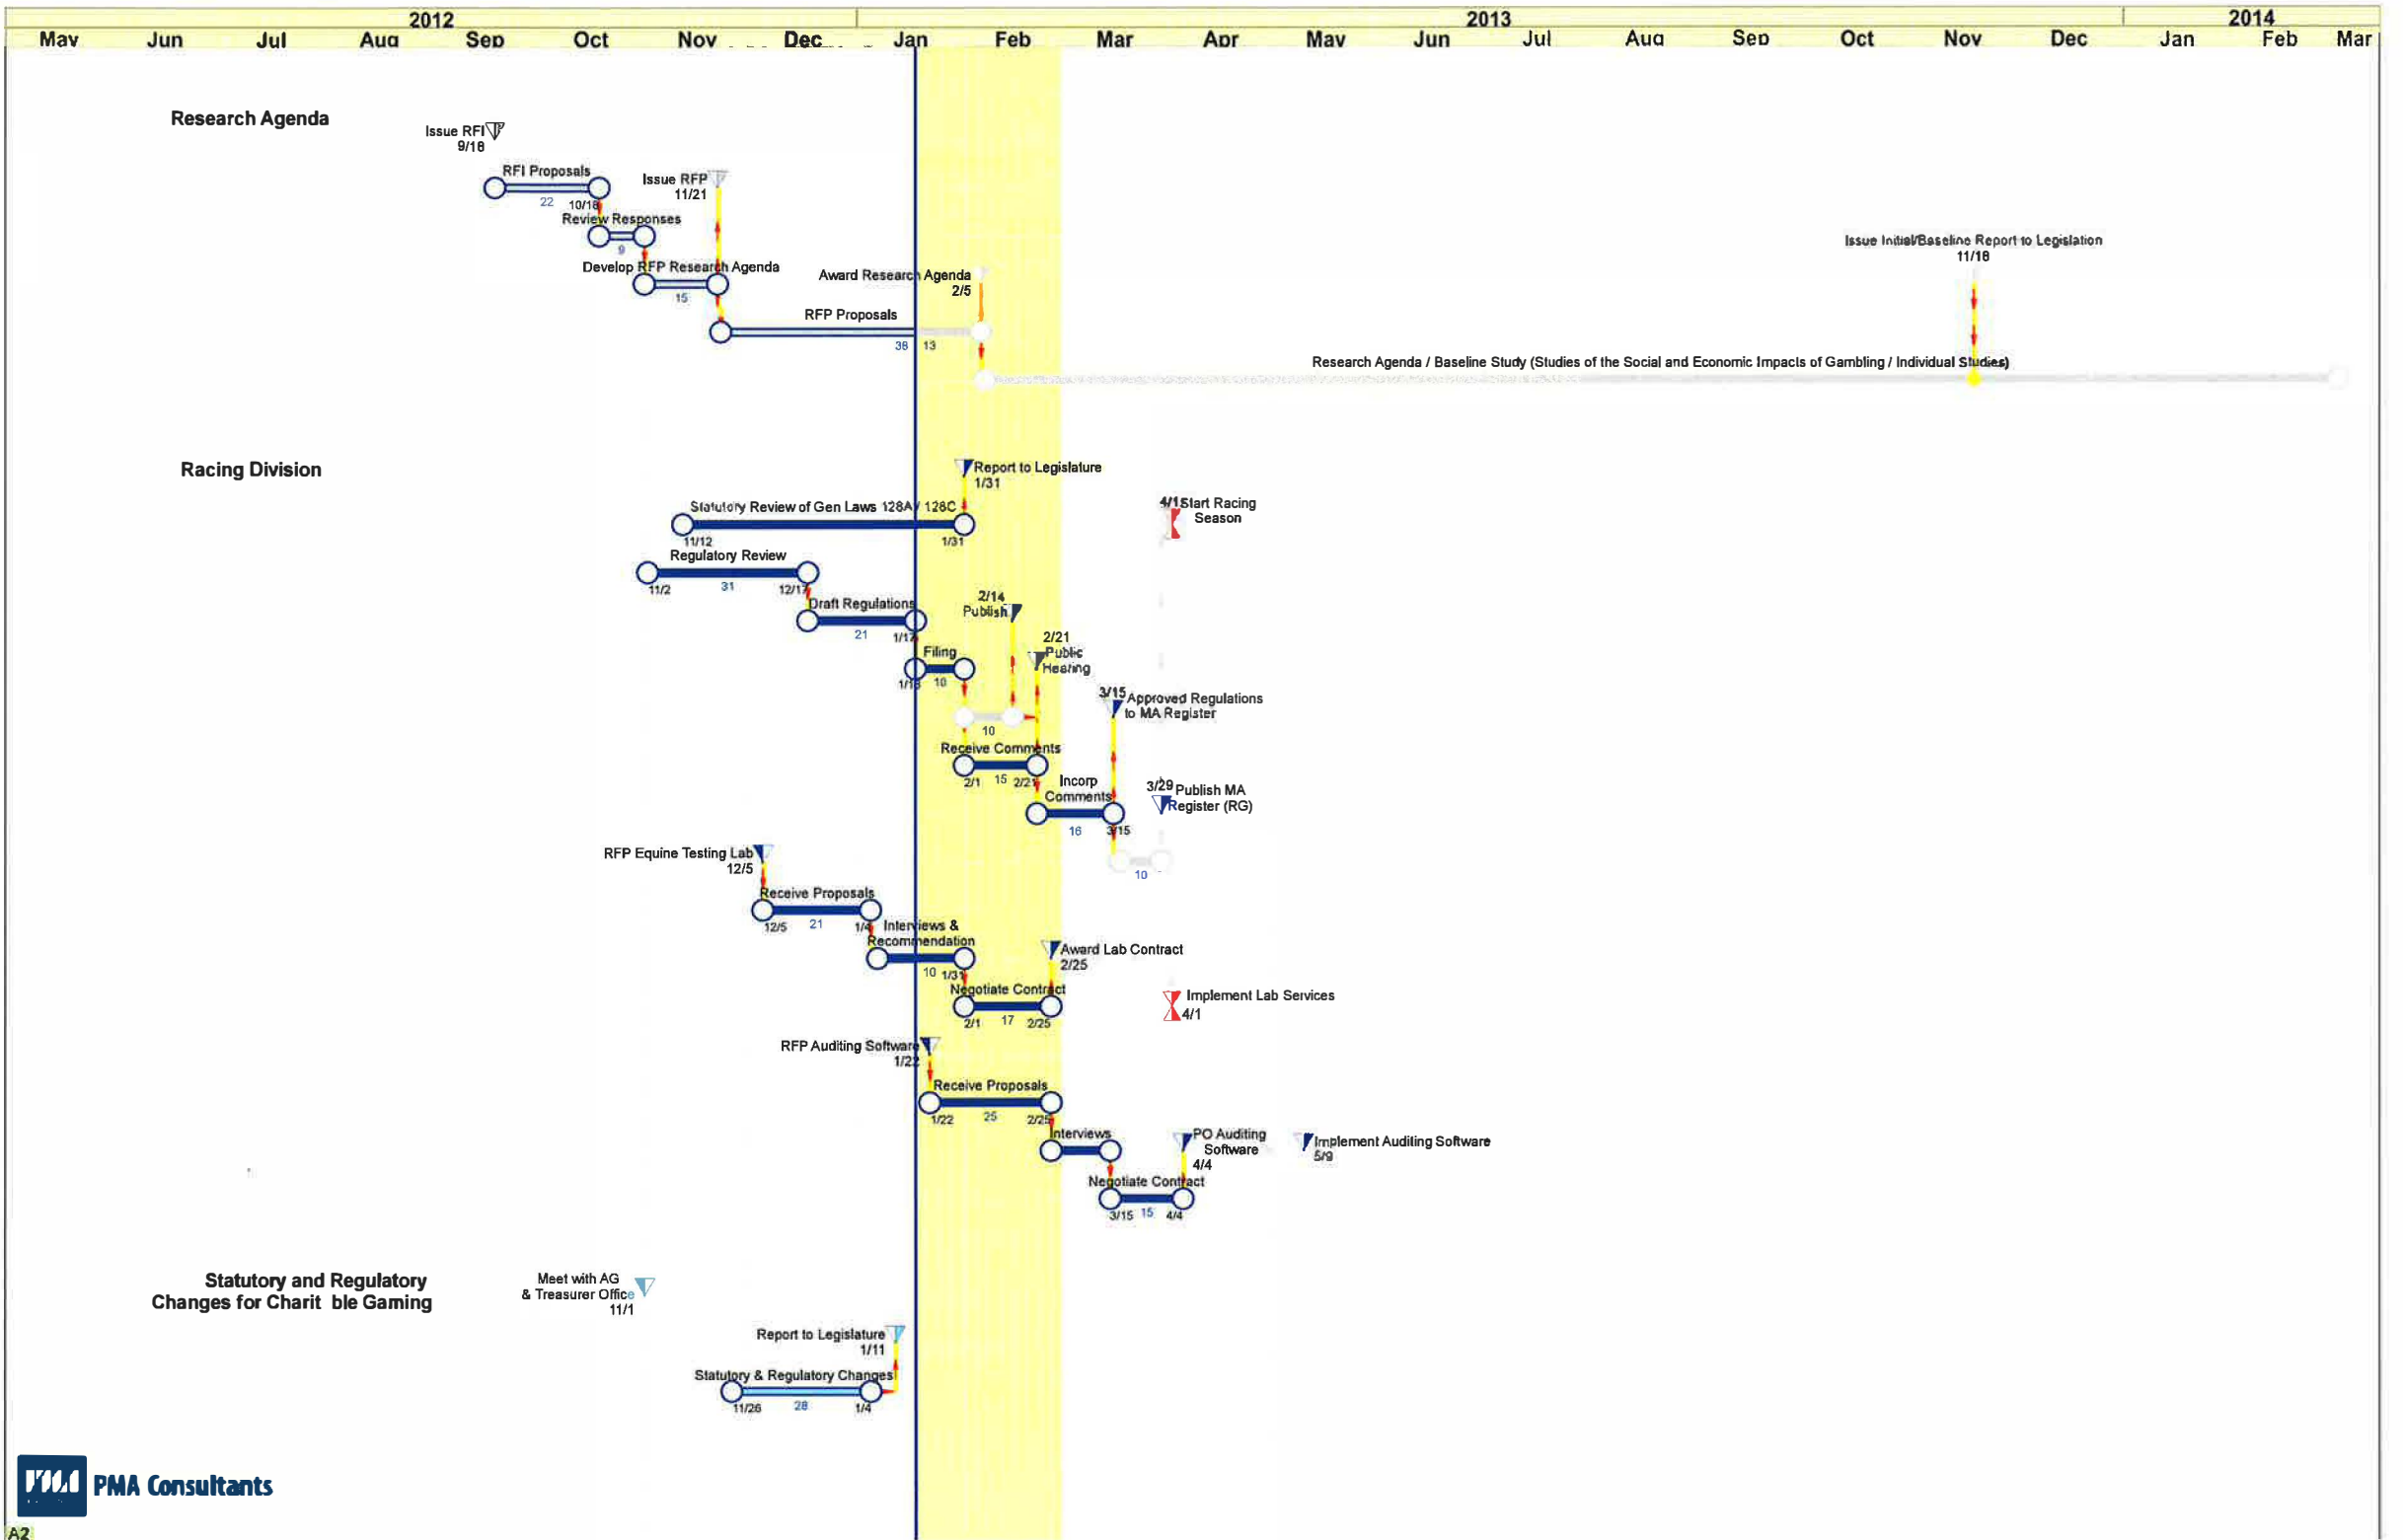 2012 2013 2014
May Jun Jul Aug Sep Oct Nov Dec Jan Feb Mar Apr May Jun Jul Aug Sep Oct Nov Dec Jan Feb Mar
Research Agenda
Issue RFI
9/18
RFI Proposals
22 10/18
Issue RFP
11/21
Review Responses
9
Develop RFP Research Agenda
15
Award Research Agenda
2/5
RFP Proposals
38 13
Issue Initial/Baseline Report to Legislation
11/18
Research Agenda / Baseline Study (Studies of the Social and Economic Impacts of Gambling / Individual Studies)
Racing Division
Report to Legislature
1/31
Statutory Review of Gen Laws 128A / 128C
11/12 1/31
4/1 Start Racing
Season
Regulatory Review
11/2 31 12/17
Draft Regulations
21 1/17
2/14
Publish
Filing
1/18 10
2/21
Public
Hearing
10
3/15 Approved Regulations
to MA Register
Receive Comments
2/1 15 2/21
Incorp
Comments
16 3/15
3/29 Publish MA
Register (RG)
10
RFP Equine Testing Lab
12/5
Receive Proposals
12/5 21 1/4
Interviews &
Recommendation
10 1/31
Award Lab Contract
2/25
Negotiate Contract
2/1 17 2/25
Implement Lab Services
4/1
RFP Auditing Software
1/22
Receive Proposals
1/22 25 2/25
Interviews
PO Auditing
Software
4/4
Implement Auditing Software
5/9
Negotiate Contract
3/15 15 4/4
Statutory and Regulatory
Changes for Charit ble Gaming
Meet with AG
& Treasurer Office
11/1
Report to Legislature
1/11
Statutory & Regulatory Changes
11/26 28 1/4
PMA PMA Consultants
A2